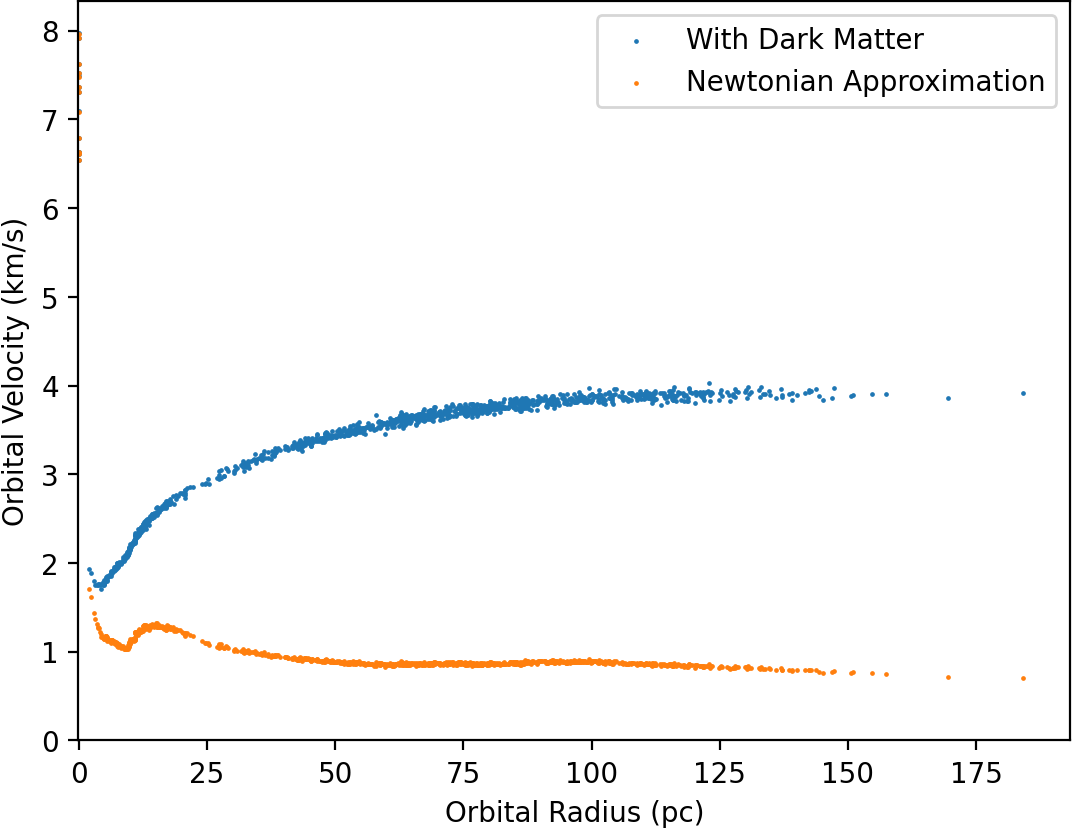 With Dark Matter
Newtonian Approximation
Orbital Velocity (km/s)
8
7
6
5
4
3
2
1
0
0 25 50 75 100 125 150 175
Orbital Radius (pc)